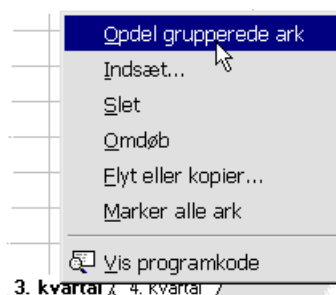 Opdel grupperede ark
Indsæt...
Slet
Omdøb
Flyt eller kopier...
Marker alle ark
Vis programkode
3. kvartal / 4. kvartal /